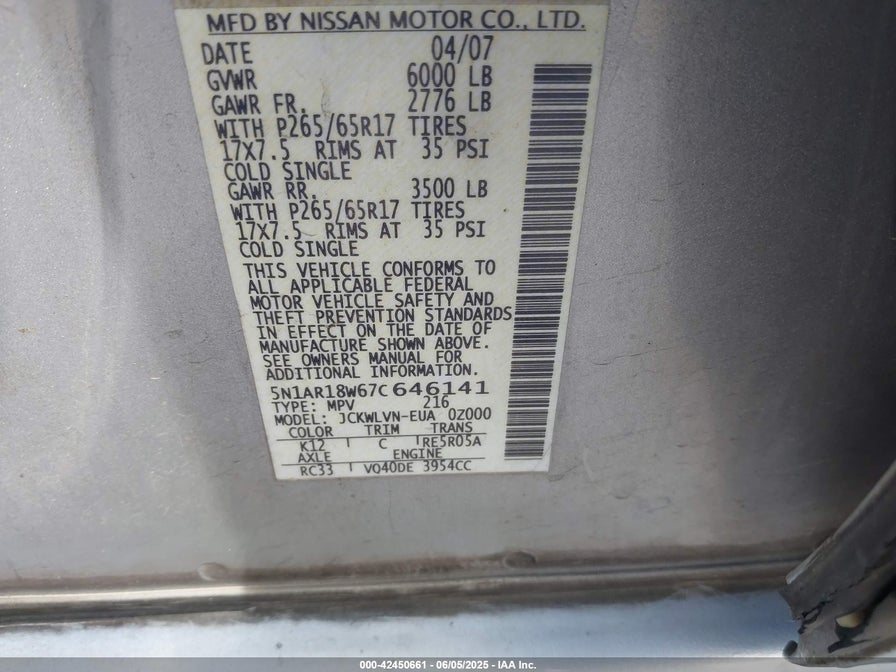 MFD BY NISSAN MOTOR CO., LTD.
DATE 04/07
GVWR 6000 LB
GAWR FR. 2776 LB
WITH P265/65R17 TIRES
17X7.5 RIMS AT 35 PSI
COLD SINGLE
GAWR RR. 3500 LB
WITH P265/65R17 TIRES
17X7.5 RIMS AT 35 PSI
COLD SINGLE
THIS VEHICLE CONFORMS TO
ALL APPLICABLE FEDERAL
MOTOR VEHICLE SAFETY AND
THEFT PREVENTION STANDARDS
IN EFFECT ON THE DATE OF
MANUFACTURE SHOWN ABOVE.
SEE OWNERS MANUAL FOR
ADDITIONAL INFORMATION.
5N1AR18W67C646141
TYPE: MPV 216
MODEL: JCKWLVN-EUA 0Z000
COLOR TRIM TRANS
K12 C RE5R05A
AXLE ENGINE
RC33 VQ40DE 3954CC
000-42450661 - 06/05/2025 - IAA Inc.